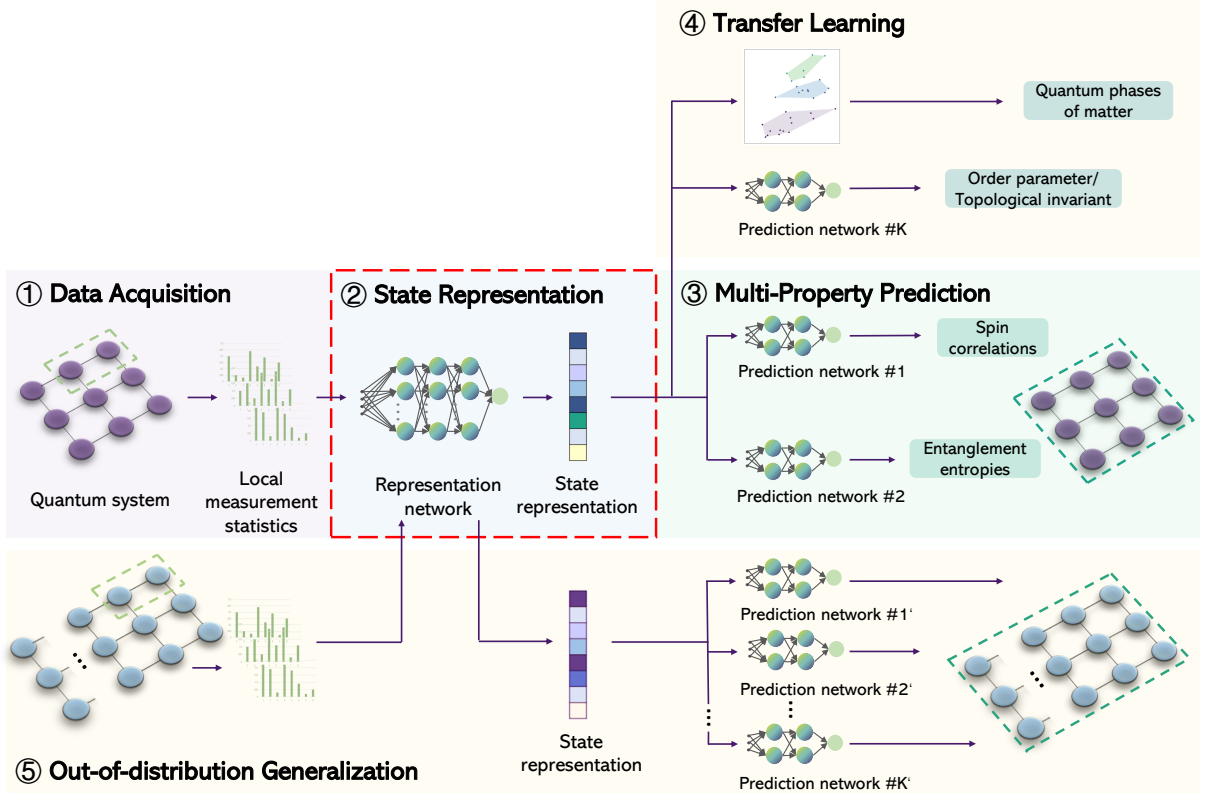 ④ Transfer Learning
Quantum phases
of matter
Order parameter/
Topological invariant
Prediction network #K
① Data Acquisition
Quantum system
Local
measurement
statistics
② State Representation
Representation
network
State
representation
③ Multi-Property Prediction
Spin
correlations
Prediction network #1
Entanglement
entropies
Prediction network #2
Prediction network #1‘
Prediction network #2‘
Prediction network #K‘
State
representation
⑤ Out-of-distribution Generalization